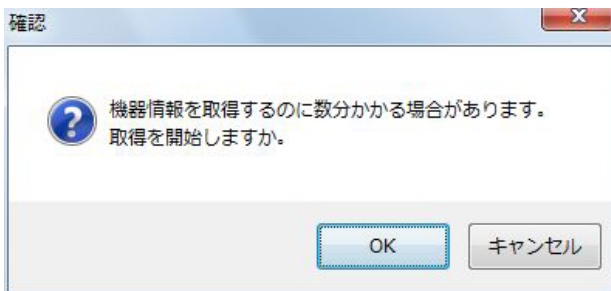 確認
機器情報を取得するのに数分かかる場合があります。
取得を開始しますか。
OK
キャンセル